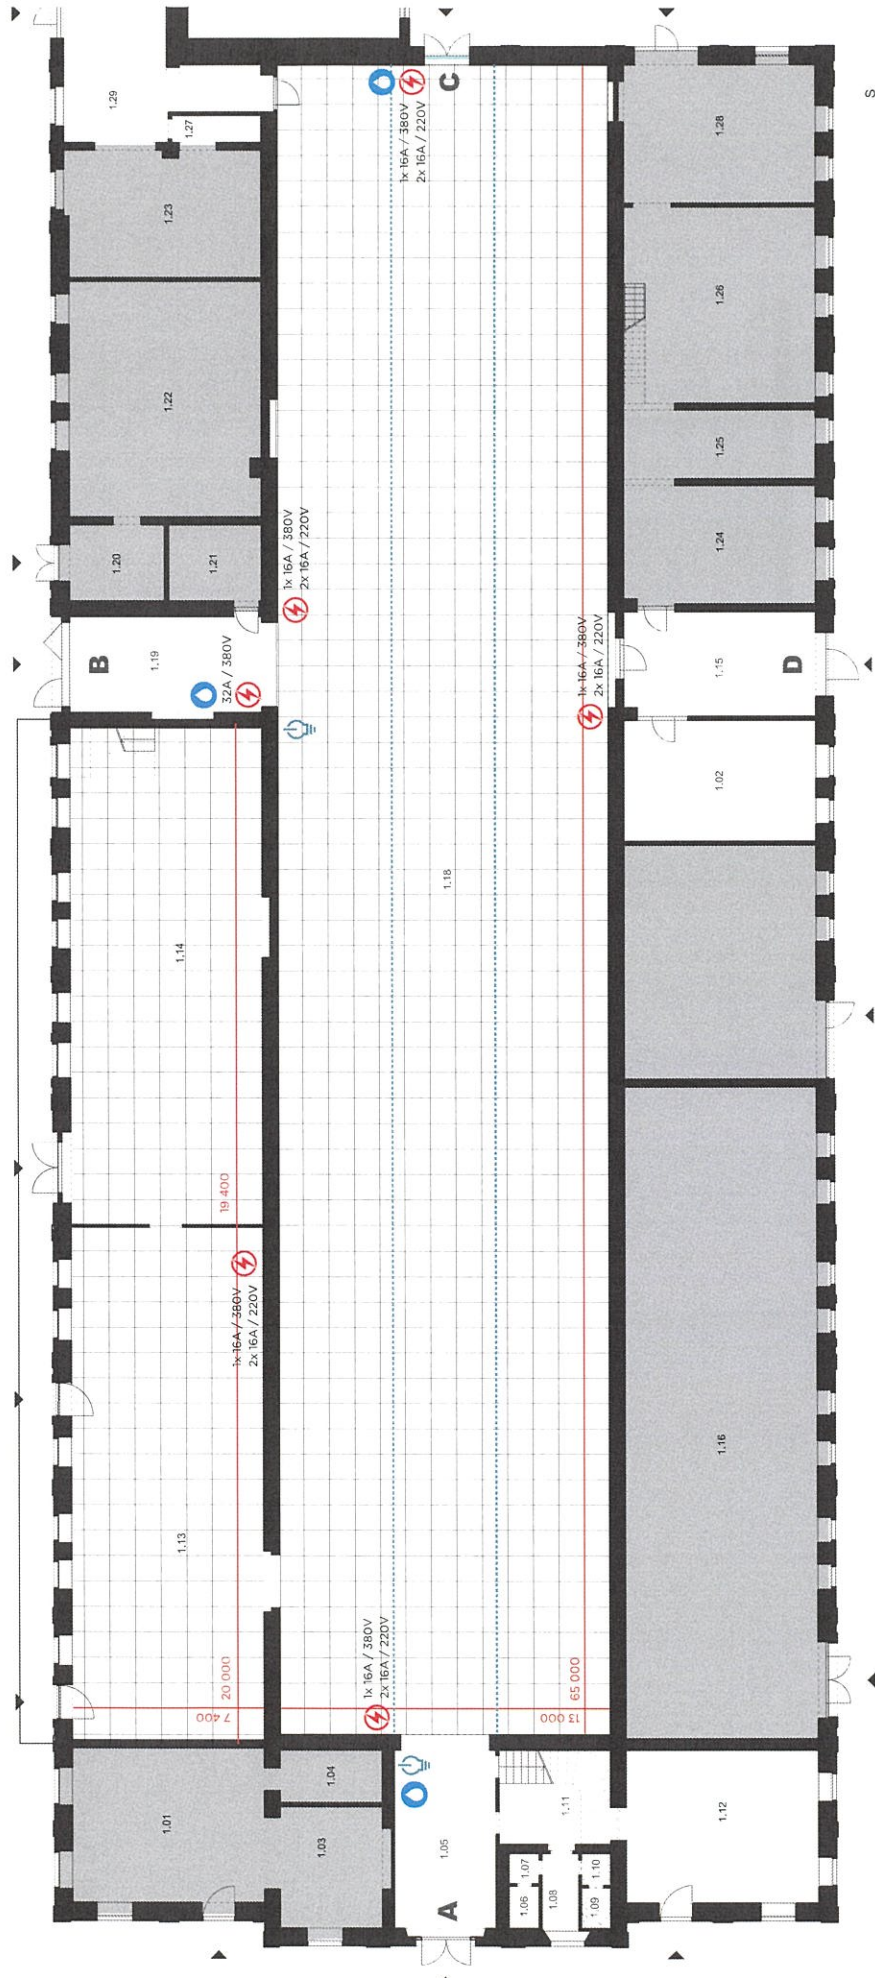 1.29
1.27
1.23
1.22
1.20
1.21
B
1.19
32A / 380V
1x 16A / 380V
2x 16A / 220V
C
1x 16A / 380V
2x 16A / 220V
S
1.28
1.26
1.25
1.24
1x 16A / 380V
2x 16A / 220V
1.15
D
1.02
1.18
1.14
19 400
1x 16A / 380V
2x 16A / 220V
1.13
20 000
7 400
1x 16A / 380V
2x 16A / 220V
65 000
13 000
1.16
1.01
1.04
1.03
1.05
A
1.11
1.07
1.06
1.08
1.10
1.09
1.12